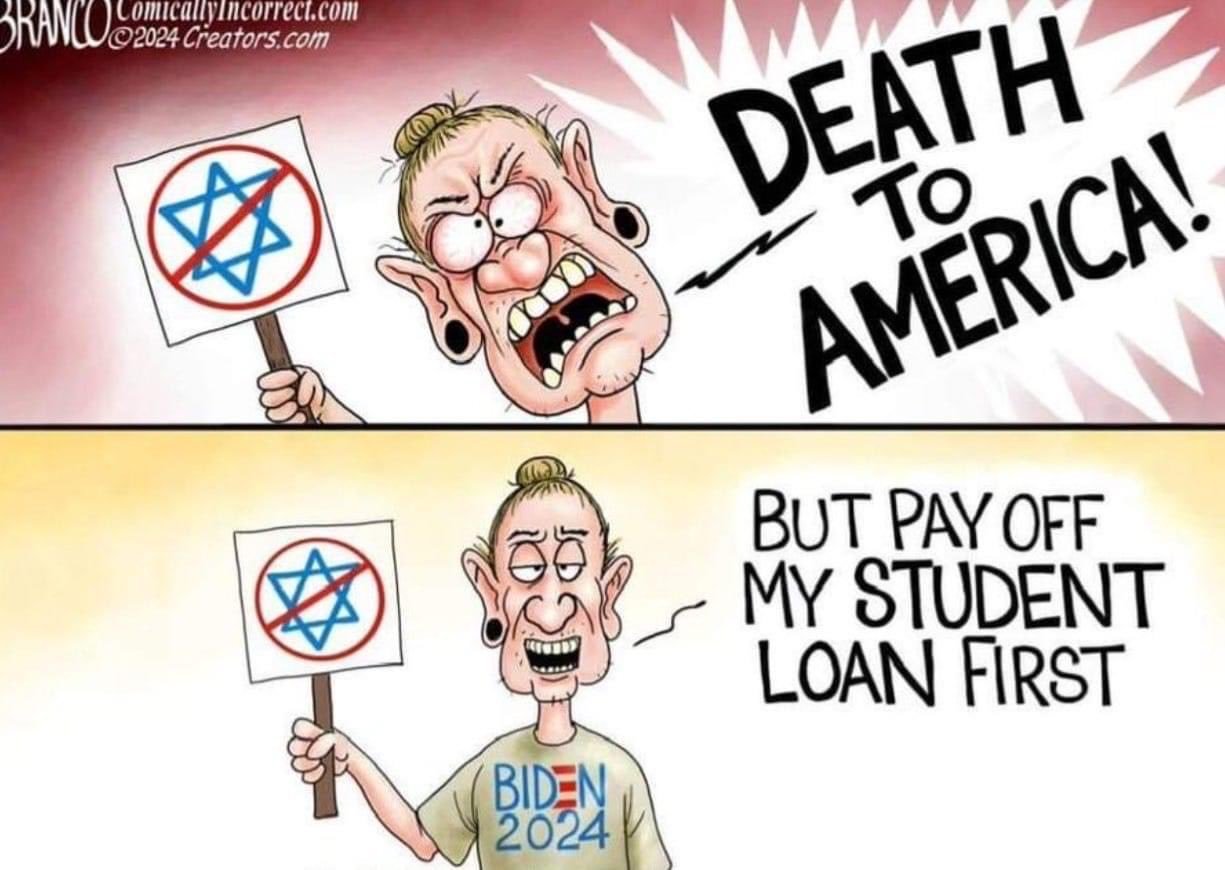 BRANCO ComicallyIncorrect.com
©2024 Creators.com
DEATH
TO
AMERICA!
BUT PAY OFF
MY STUDENT
LOAN FIRST
BIDEN
2024